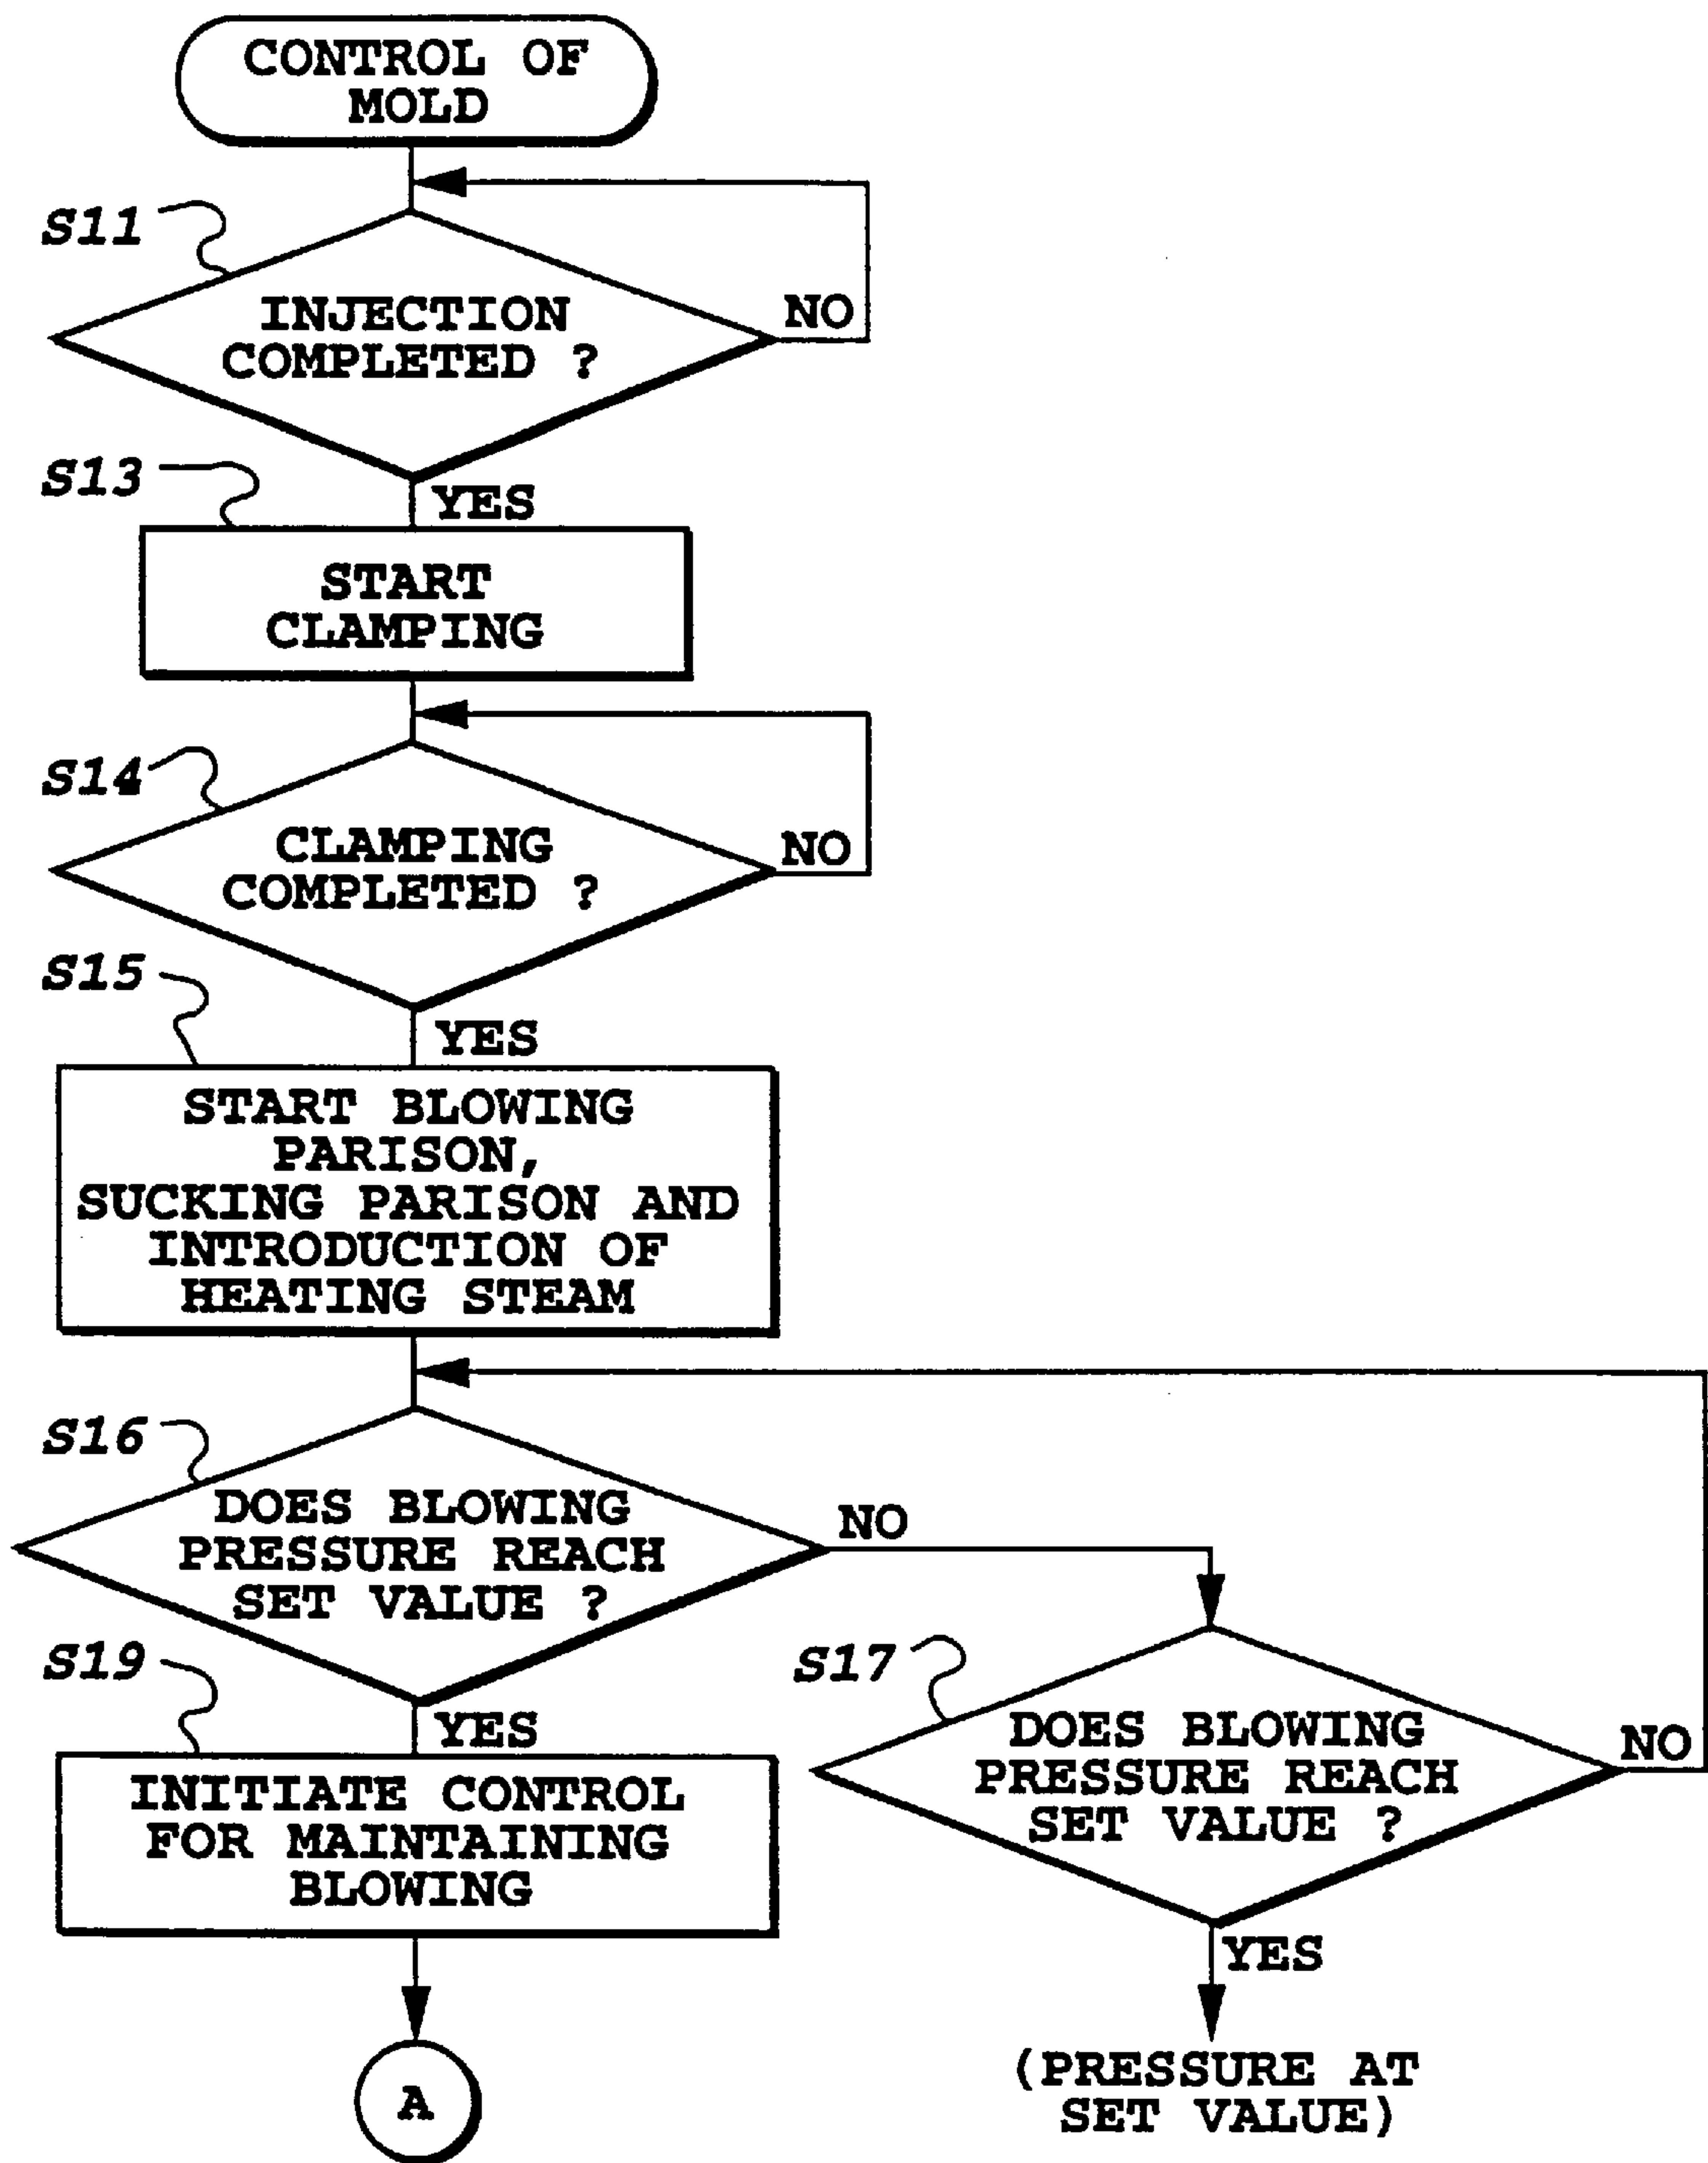 CONTROL OF
MOLD
S11
INJECTION
COMPLETED ?
NO
S13
YES
START
CLAMPING
S14
CLAMPING
COMPLETED ?
NO
S15
YES
START BLOWING
PARISON,
SUCKING PARISON AND
INTRODUCTION OF
HEATING STEAM
S16
DOES BLOWING
PRESSURE REACH
SET VALUE ?
NO
S19
YES
INITIATE CONTROL
FOR MAINTAINING
BLOWING
A
S17
DOES BLOWING
PRESSURE REACH
SET VALUE ?
NO
YES
(PRESSURE AT
SET VALUE)